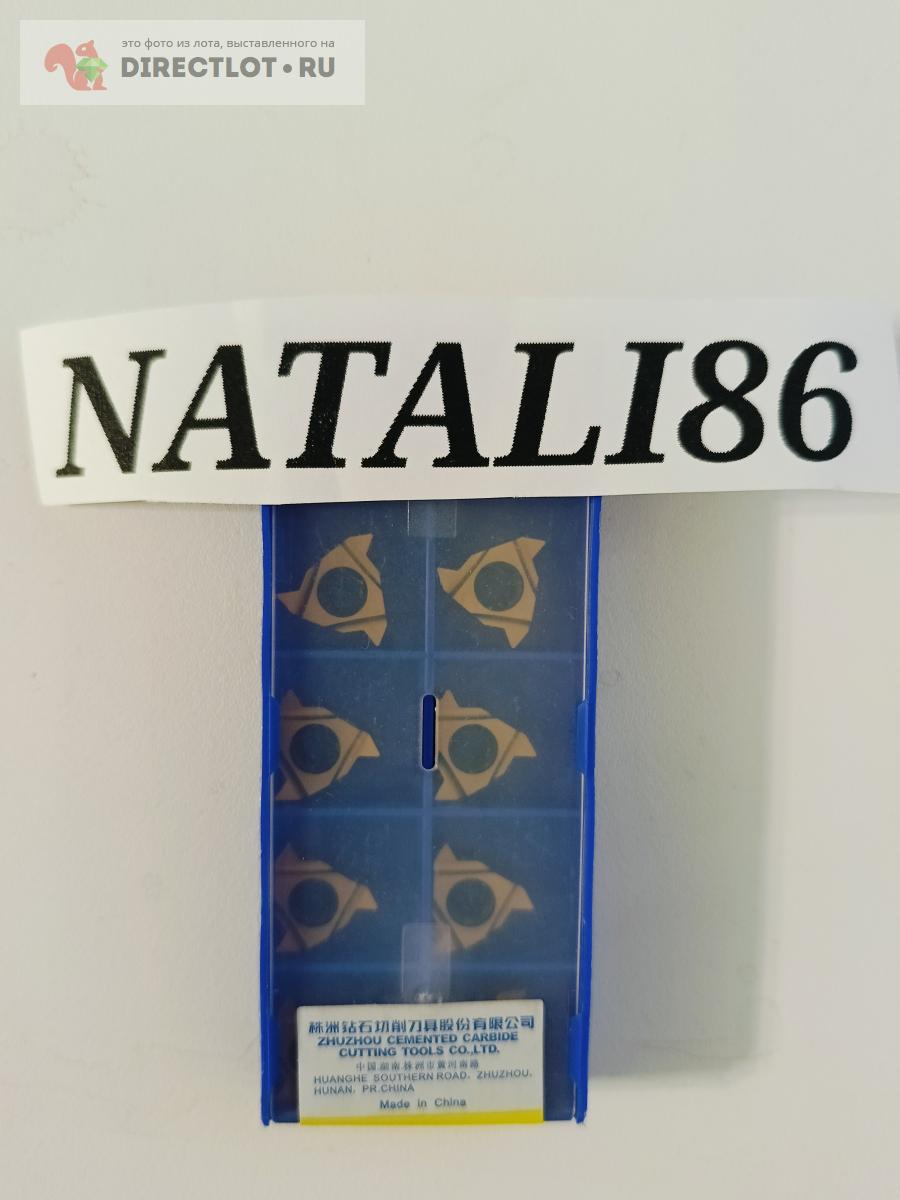 это фото из лота, выставленного на
DIRECTLOT•RU
NATALI86
株洲钻石切削刀具股份有限公司
ZHUZHOU CEMENTED CARBIDE
CUTTING TOOLS CO.,LTD.
中国.湖南.株洲市黄河南路
HUANGHE SOUTHERN ROAD, ZHUZHOU,
HUNAN, PR.CHINA
Made in China